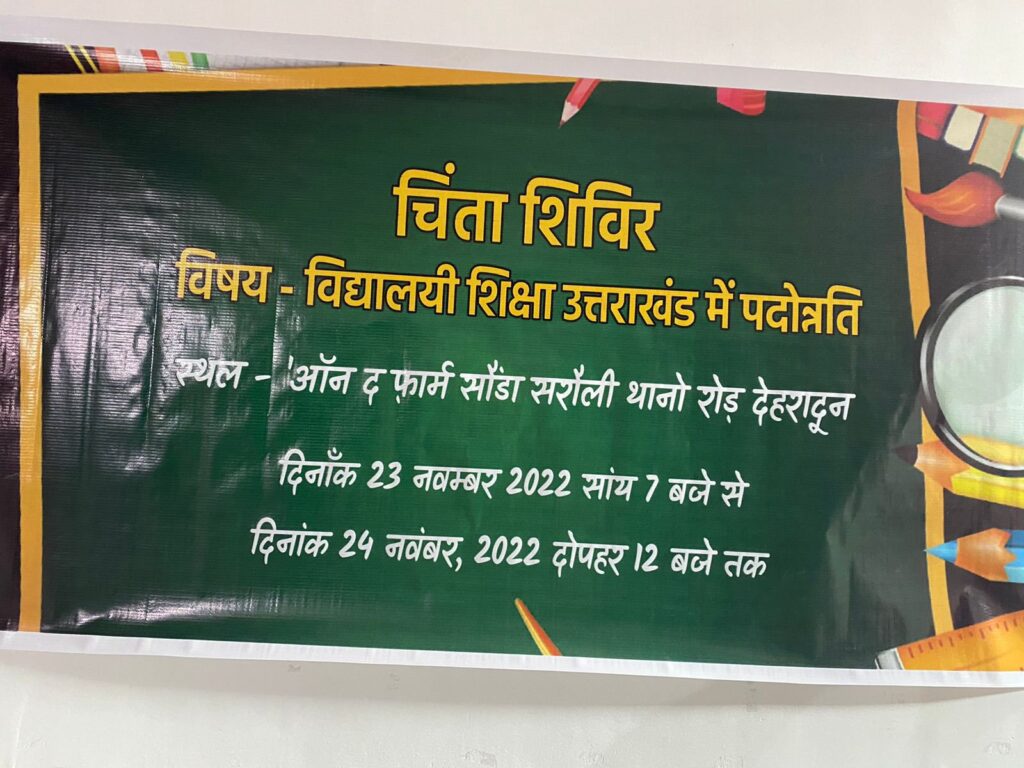 चिंता शिविर
विषय - विद्यालयी शिक्षा उत्तराखंड में पदोन्नति
स्थल - 'ऑन द फ़ार्म सौंडा सरौली थानो रोड़ देहरादून
दिनाँक 23 नवम्बर 2022 सांय 7 बजे से
दिनांक 24 नवंबर, 2022 दोपहर 12 बजे तक